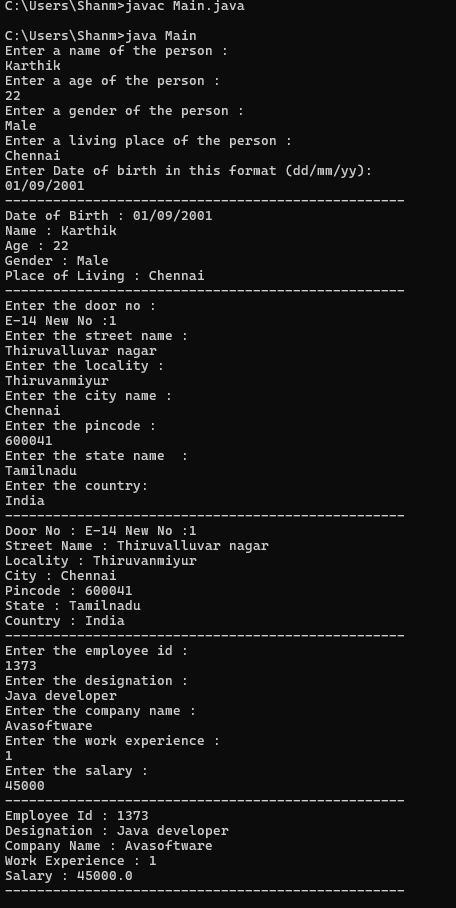 C:\Users\Shanm>javac Main.java
C:\Users\Shanm>java Main
Enter a name of the person :
Karthik
Enter a age of the person :
22
Enter a gender of the person :
Male
Enter a living place of the person :
Chennai
Enter Date of birth in this format (dd/mm/yy):
01/09/2001
--------------------------------------------------
Date of Birth : 01/09/2001
Name : Karthik
Age : 22
Gender : Male
Place of Living : Chennai
--------------------------------------------------
Enter the door no :
E-14 New No :1
Enter the street name :
Thiruvalluvar nagar
Enter the locality :
Thiruvanmiyur
Enter the city name :
Chennai
Enter the pincode :
600041
Enter the state name  :
Tamilnadu
Enter the country:
India
--------------------------------------------------
Door No : E-14 New No :1
Street Name : Thiruvalluvar nagar
Locality : Thiruvanmiyur
City : Chennai
Pincode : 600041
State : Tamilnadu
Country : India
--------------------------------------------------
Enter the employee id :
1373
Enter the designation :
Java developer
Enter the company name :
Avasoftware
Enter the work experience :
1
Enter the salary :
45000
--------------------------------------------------
Employee Id : 1373
Designation : Java developer
Company Name : Avasoftware
Work Experience : 1
Salary : 45000.0
--------------------------------------------------